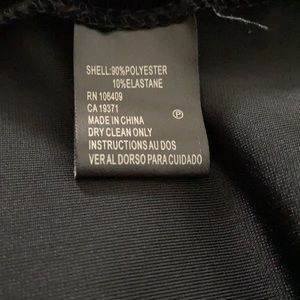 SHELL:90%POLYESTER
10%ELASTANE
RN 106409
CA 19371
MADE IN CHINA
DRY CLEAN ONLY
INSTRUCTIONS AU DOS
VER AL DORSO PARA CUIDADO
P